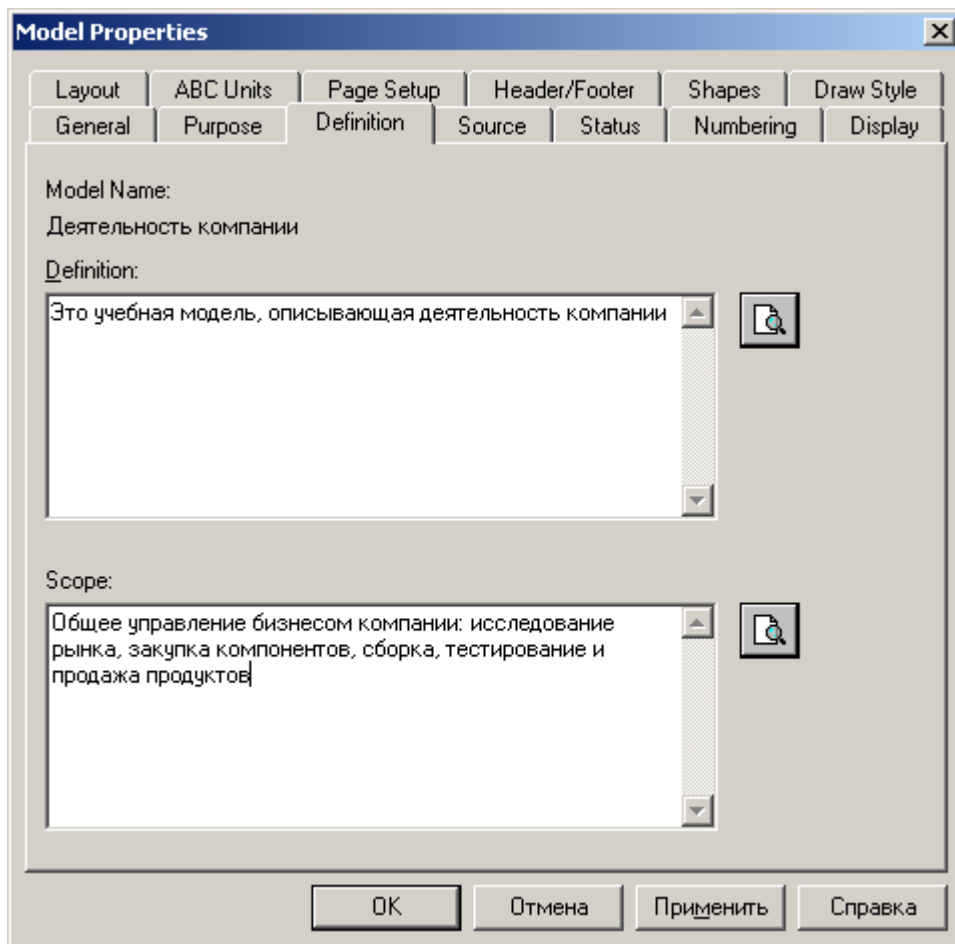 Model Properties
Layout ABC Units Page Setup Header/Footer Shapes Draw Style
General Purpose Definition Source Status Numbering Display
Model Name:
Деятельность компании
Definition:
Это учебная модель, описывающая деятельность компании
Scope:
Общее управление бизнесом компании: исследование
рынка, закупка компонентов, сборка, тестирование и
продажа продуктов
OK Отмена Применить Справка